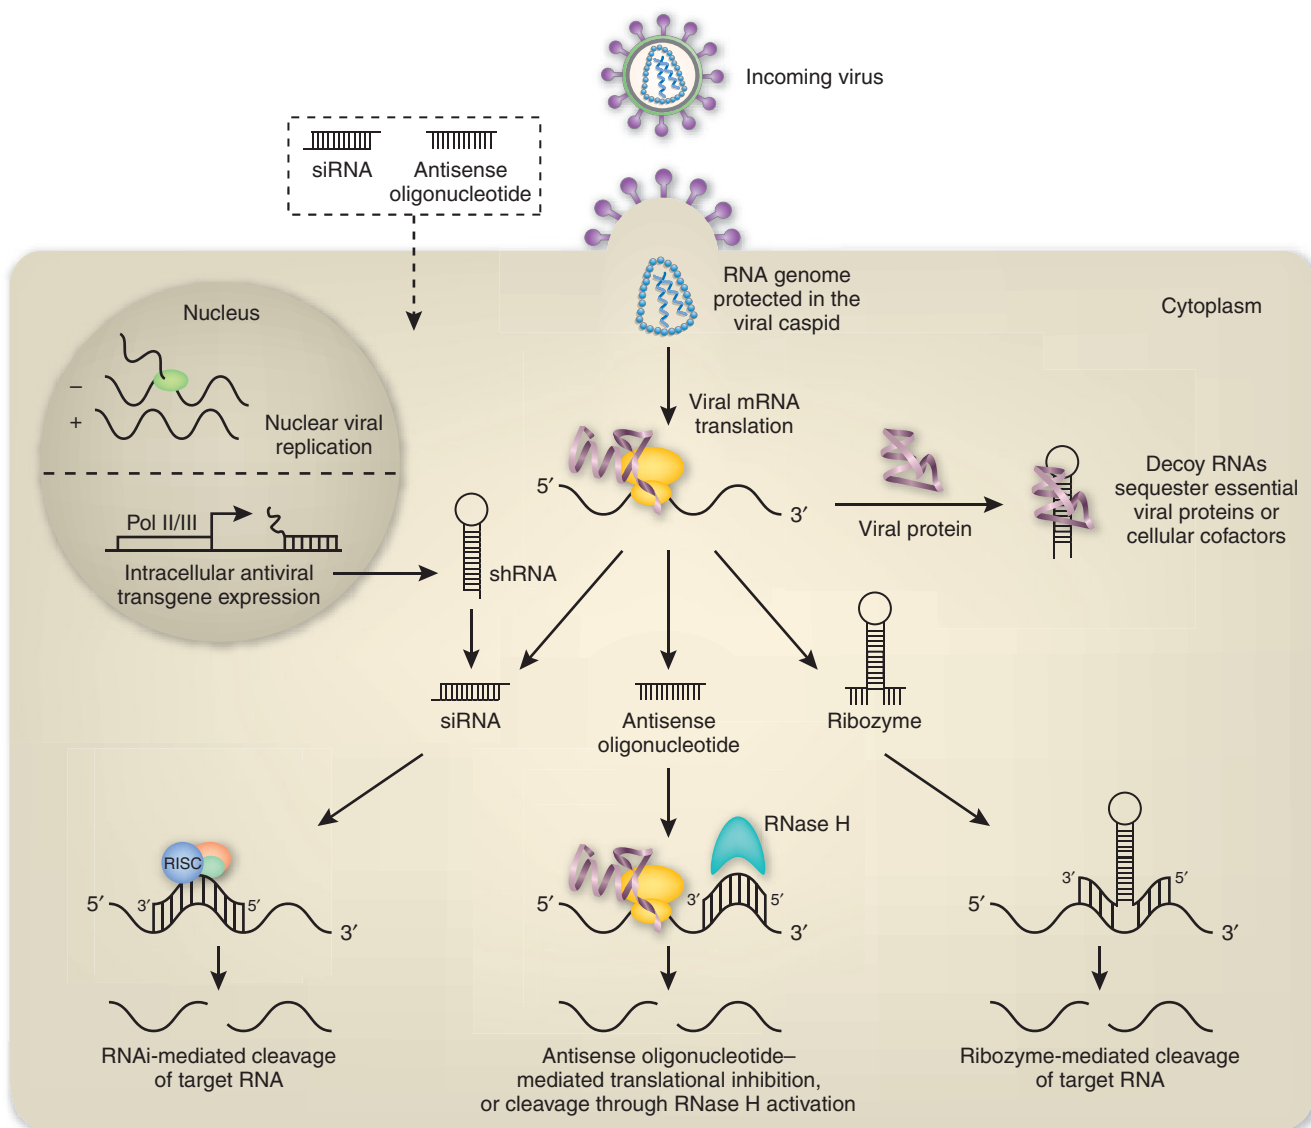 Incoming virus
siRNA
Antisense
oligonucleotide
RNA genome
protected in the
viral caspid
Cytoplasm
Nucleus
–
+
Nuclear viral
replication
Viral mRNA
translation
5′
3′
Viral protein
Decoy RNAs
sequester essential
viral proteins or
cellular cofactors
Pol II/III
Intracellular antiviral
transgene expression
shRNA
siRNA
Antisense
oligonucleotide
Ribozyme
RISC
5′
3′
5′
3′
RNase H
5′
3′
5′
3′
5′
3′
5′
3′
RNAi-mediated cleavage
of target RNA
Antisense oligonucleotide–
mediated translational inhibition,
or cleavage through RNase H activation
Ribozyme-mediated cleavage
of target RNA